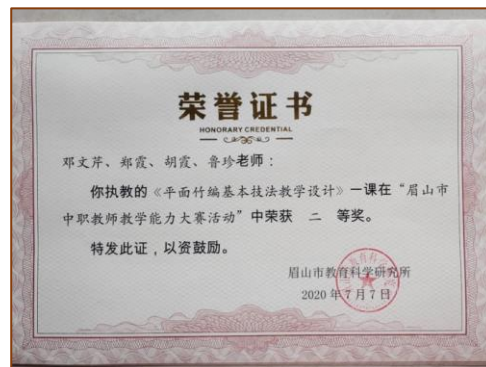 荣誉证书
HONORARY CREDENTIAL
邓文芹、郑霞、胡霞、鲁珍老师：
你执教的《平面竹编基本技法教学设计》一课在“眉山市
中职教师教学能力大赛活动”中荣获 二 等奖。
特发此证，以资鼓励。
眉山市教育科学研究所
2020年7月7日